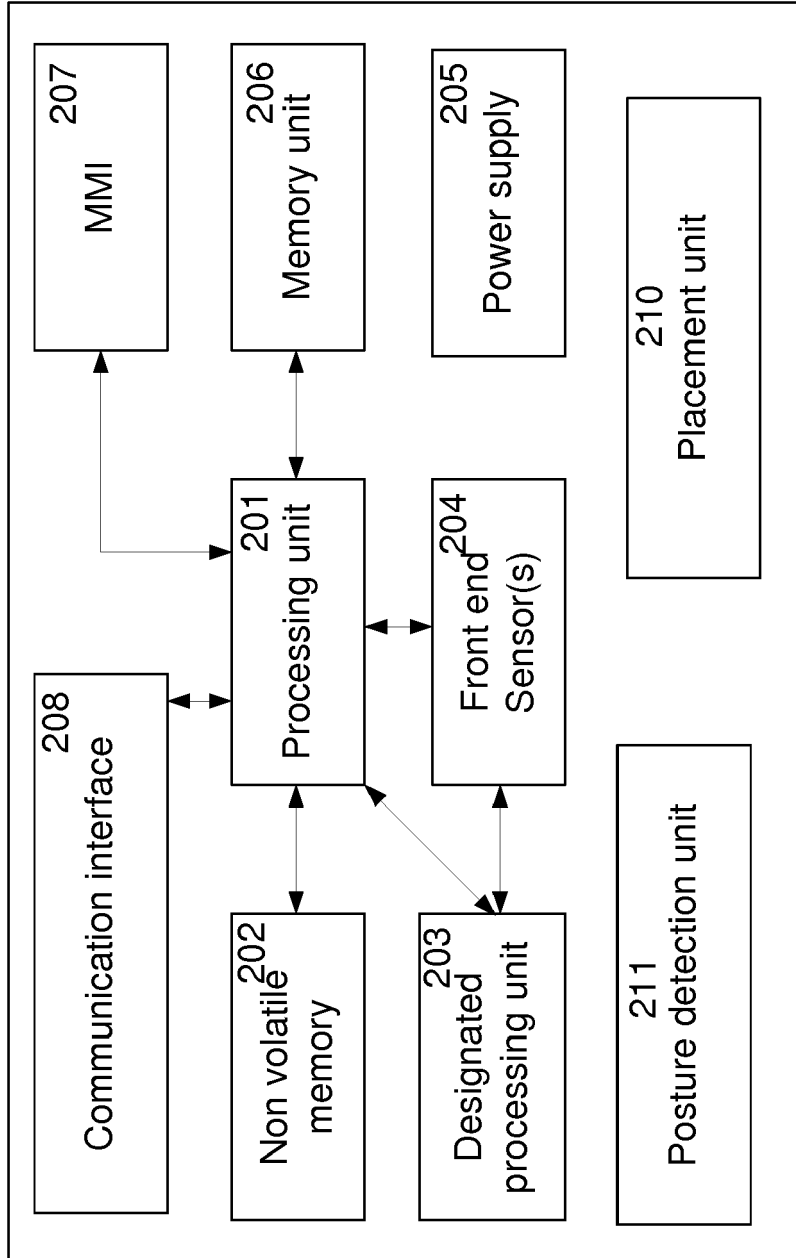 208
Communication interface
207
MMI
202
Non volatile
memory
201
Processing unit
206
Memory unit
203
Designated
processing unit
204
Front end
Sensor(s)
205
Power supply
211
Posture detection unit
210
Placement unit